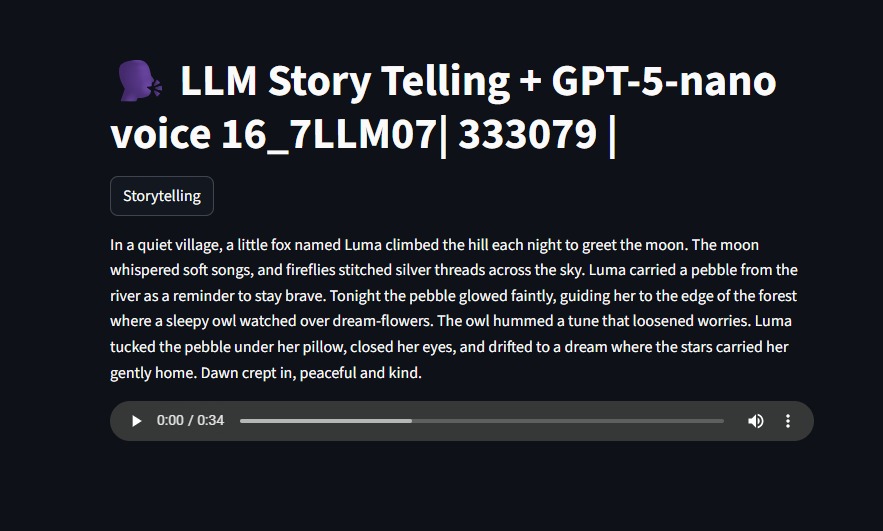 LLM Story Telling + GPT-5-nano
voice 16_7LLM07| 333079 |
Storytelling
In a quiet village, a little fox named Luma climbed the hill each night to greet the moon. The moon
whispered soft songs, and fireflies stitched silver threads across the sky. Luma carried a pebble from the
river as a reminder to stay brave. Tonight the pebble glowed faintly, guiding her to the edge of the forest
where a sleepy owl watched over dream-flowers. The owl hummed a tune that loosened worries. Luma
tucked the pebble under her pillow, closed her eyes, and drifted to a dream where the stars carried her
gently home. Dawn crept in, peaceful and kind.
0:00 / 0:34